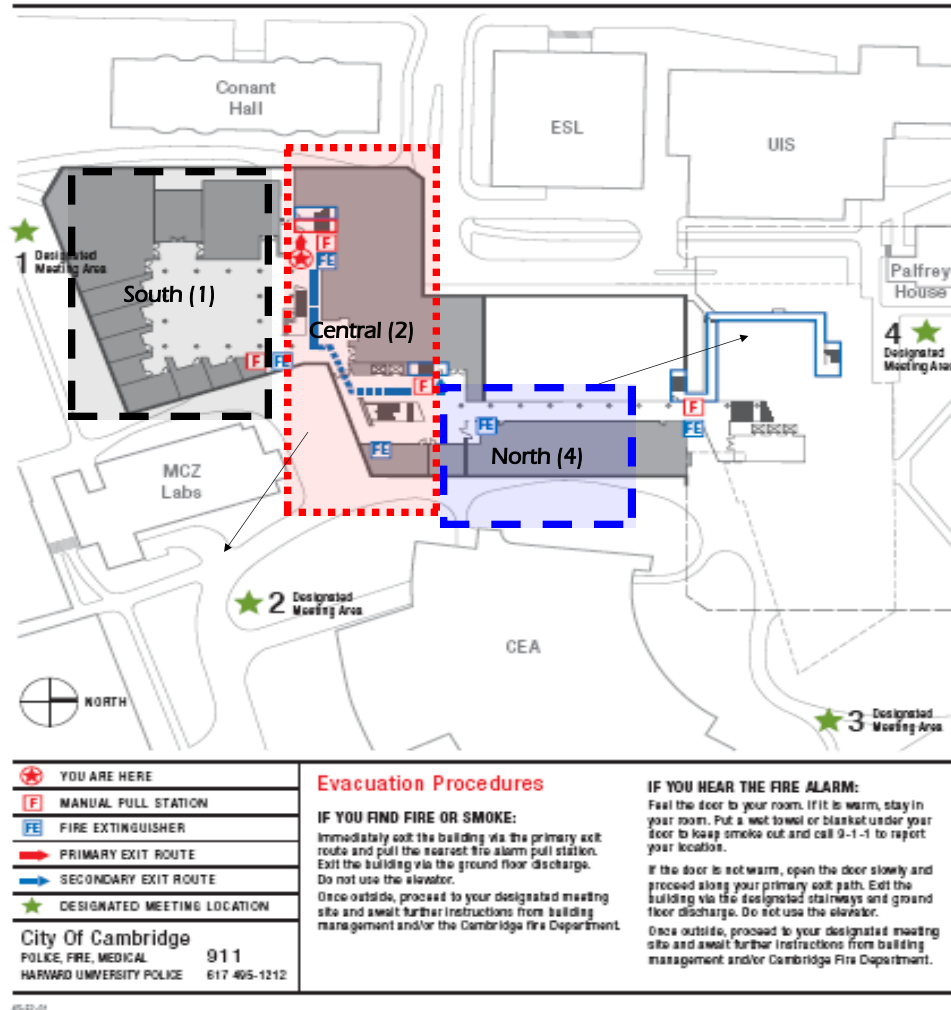 Conant
Hall
ESL
UIS
1 Designated
Meeting Area
F
FE
South (1)
Central (2)
Palfrey
House
4 Designated
Meeting Area
F
FE
F
FE
FE
North (4)
F
FE
MCZ
Labs
2 Designated
Meeting Area
CEA
NORTH
3 Designated
Meeting Area
YOU ARE HERE
F MANUAL PULL STATION
FE FIRE EXTINGUISHER
PRIMARY EXIT ROUTE
SECONDARY EXIT ROUTE
DESIGNATED MEETING LOCATION
City Of Cambridge
POLICE, FIRE, MEDICAL 911
HARVARD UNIVERSITY POLICE 617 495-1212
Evacuation Procedures
IF YOU FIND FIRE OR SMOKE:
Immediately exit the building via the primary exit
route and pull the nearest fire alarm pull station.
Exit the building via the ground floor discharge.
Do not use the elevator.
Once outside, proceed to your designated meeting
site and await further instructions from building
management and/or the Cambridge Fire Department.
IF YOU HEAR THE FIRE ALARM:
Feel the door to your room. If it is warm, stay in
your room. Put a wet towel or blanket under your
door to keep smoke out and call 9-1-1 to report
your location.
If the door is not warm, open the door slowly and
proceed along your primary exit path. Exit the
building via the designated stairways and ground
floor discharge. Do not use the elevator.
Once outside, proceed to your designated meeting
site and await further instructions from building
management and/or Cambridge Fire Department.